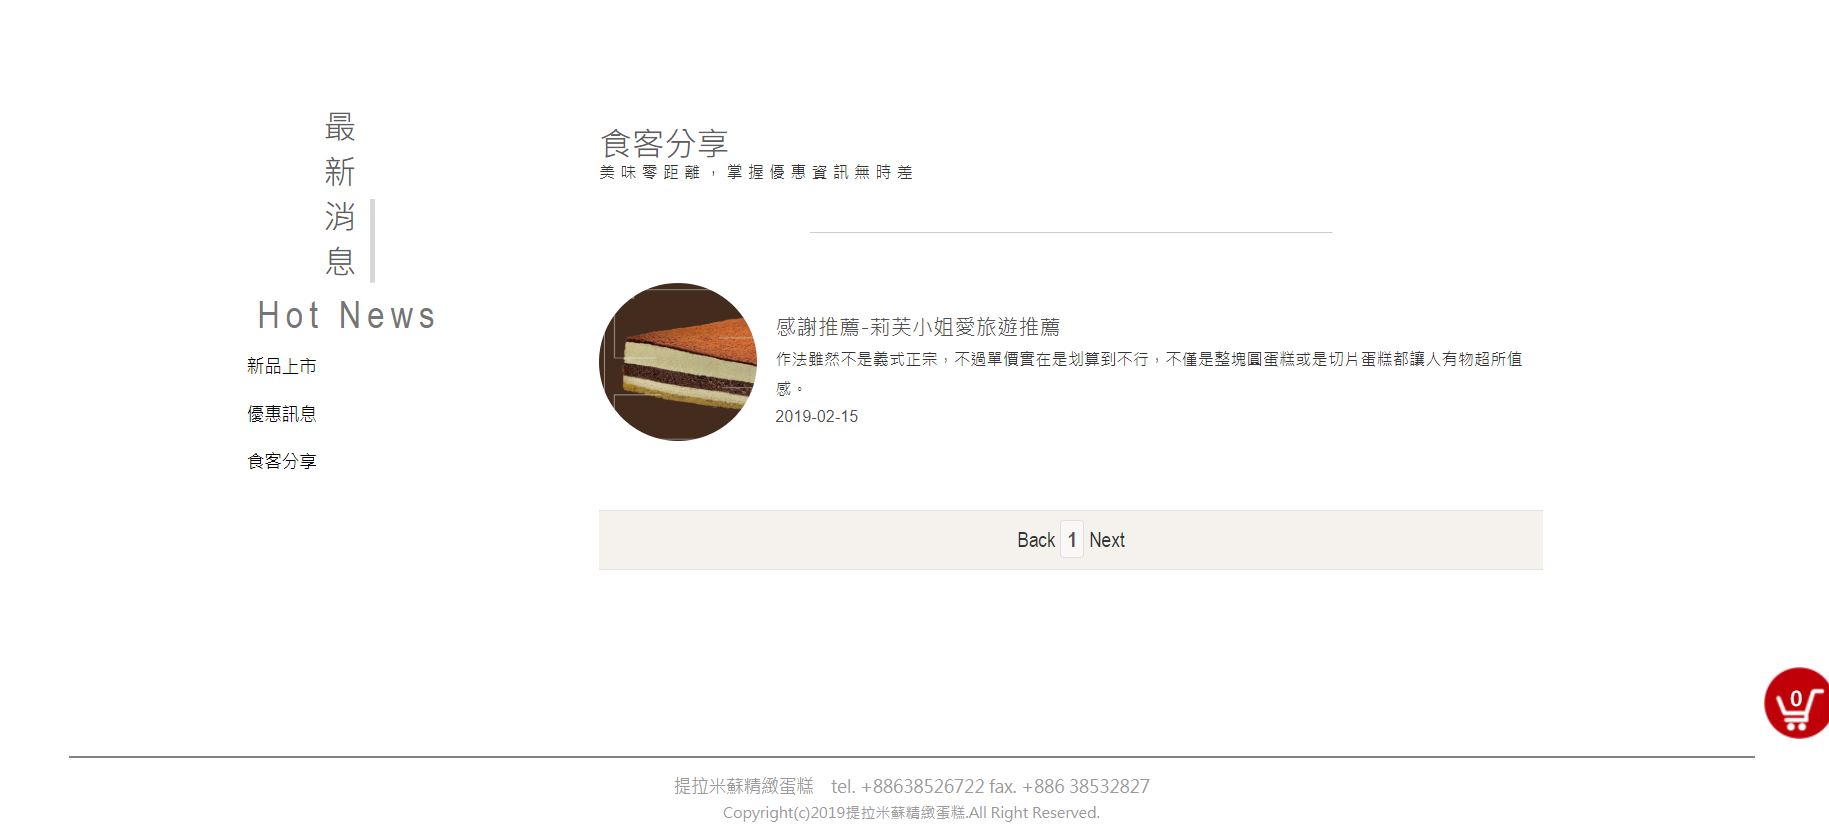 最
新
消
息
Hot News
新品上市
優惠訊息
食客分享
食客分享
美味零距離，掌握優惠資訊無時差
感謝推薦-莉芙小姐愛旅遊推薦
作法雖然不是義式正宗，不過單價實在是划算到不行，不僅是整塊圓蛋糕或是切片蛋糕都讓人有物超所值
感。
2019-02-15
Back 1 Next
0
提拉米蘇精緻蛋糕 tel. +88638526722 fax. +886 38532827
Copyright(c)2019提拉米蘇精緻蛋糕.All Right Reserved.